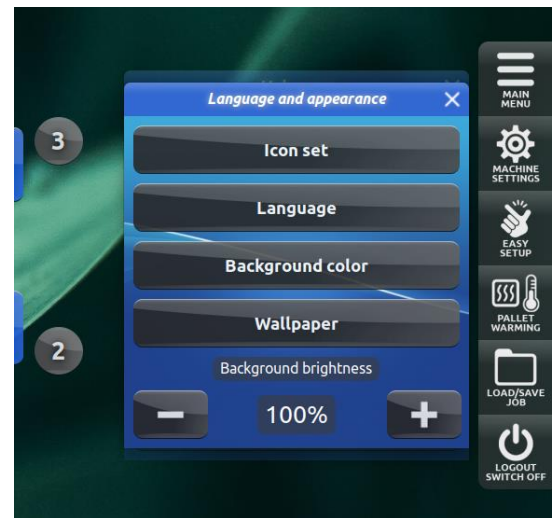 Language and appearance
Icon set
Language
Background color
Wallpaper
Background brightness
100%
3
2
MAIN
MENU
MACHINE
SETTINGS
EASY
SETUP
PALLET
WARMING
LOAD/SAVE
JOB
LOGOUT
SWITCH OFF